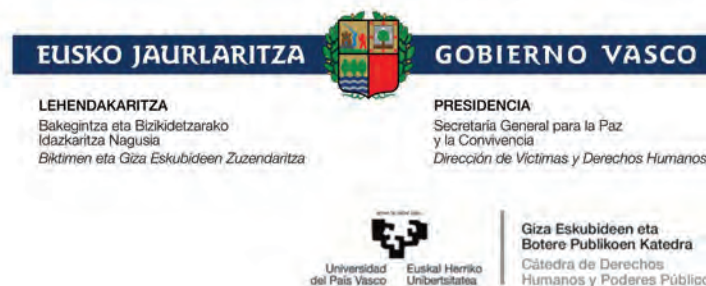 EUSKO JAURLARITZA
GOBIERNO VASCO
LEHENDAKARITZA
Bakegintza eta Bizikidetzarako
Idazkaritza Nagusia
Biktimen eta Giza Eskubideen Zuzendaritza
PRESIDENCIA
Secretaría General para la Paz
y la Convivencia
Dirección de Víctimas y Derechos Humanos
Universidad
del País Vasco
Euskal Herriko
Unibertsitatea
Giza Eskubideen eta
Botere Publikoen Katedra
Cátedra de Derechos
Humanos y Poderes Público